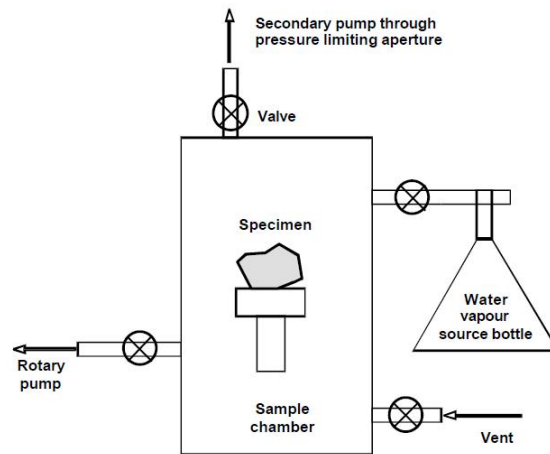 Secondary pump through
pressure limiting aperture
Valve
Specimen
Water
vapour
source bottle
Rotary
pump
Sample
chamber
Vent